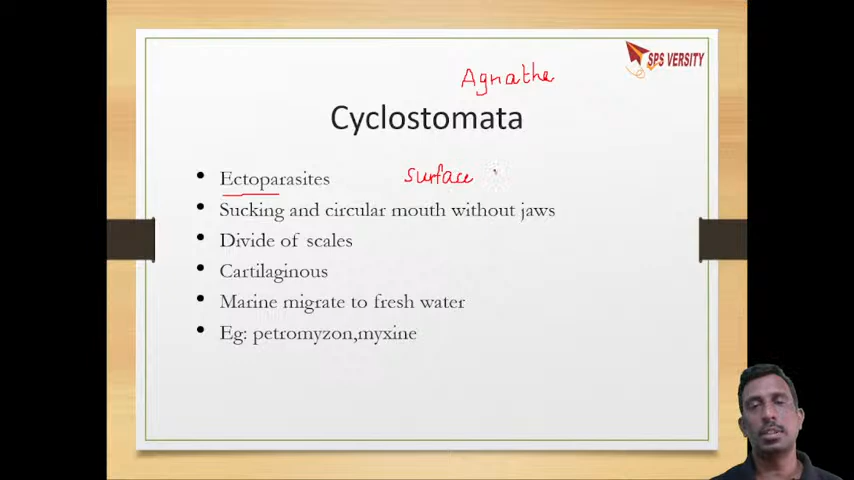 SPS VERSITY
Agnatha
Cyclostomata
• Ectoparasites surface
• Sucking and circular mouth without jaws
• Divide of scales
• Cartilaginous
• Marine migrate to fresh water
• Eg: petromyzon,myxine